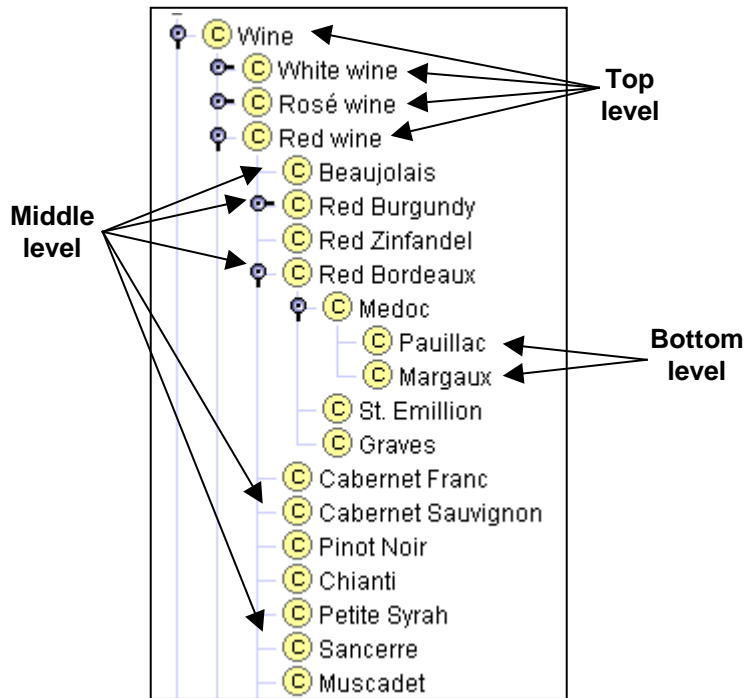 C Wine
C White wine
C Rosé wine
C Red wine
C Beaujolais
C Red Burgundy
C Red Zinfandel
C Red Bordeaux
C Medoc
C Pauillac
C Margaux
C St. Emillion
C Graves
C Cabernet Franc
C Cabernet Sauvignon
C Pinot Noir
C Chianti
C Petite Syrah
C Sancerre
C Muscadet
Top
level
Middle
level
Bottom
level